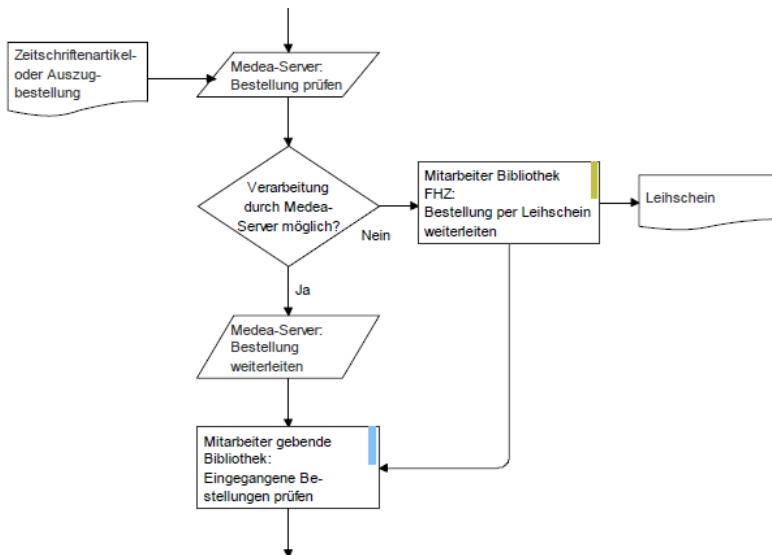 Zeitschriftenartikel-
oder Auszug-
bestellung
Medea-Server:
Bestellung prüfen
Verarbeitung
durch Medea-
Server möglich?
Nein
Mitarbeiter Bibliothek
FHZ:
Bestellung per Leihschein
weiterleiten
Leihschein
Ja
Medea-Server:
Bestellung
weiterleiten
Mitarbeiter gebende
Bibliothek:
Eingegangene Be-
stellungen prüfen